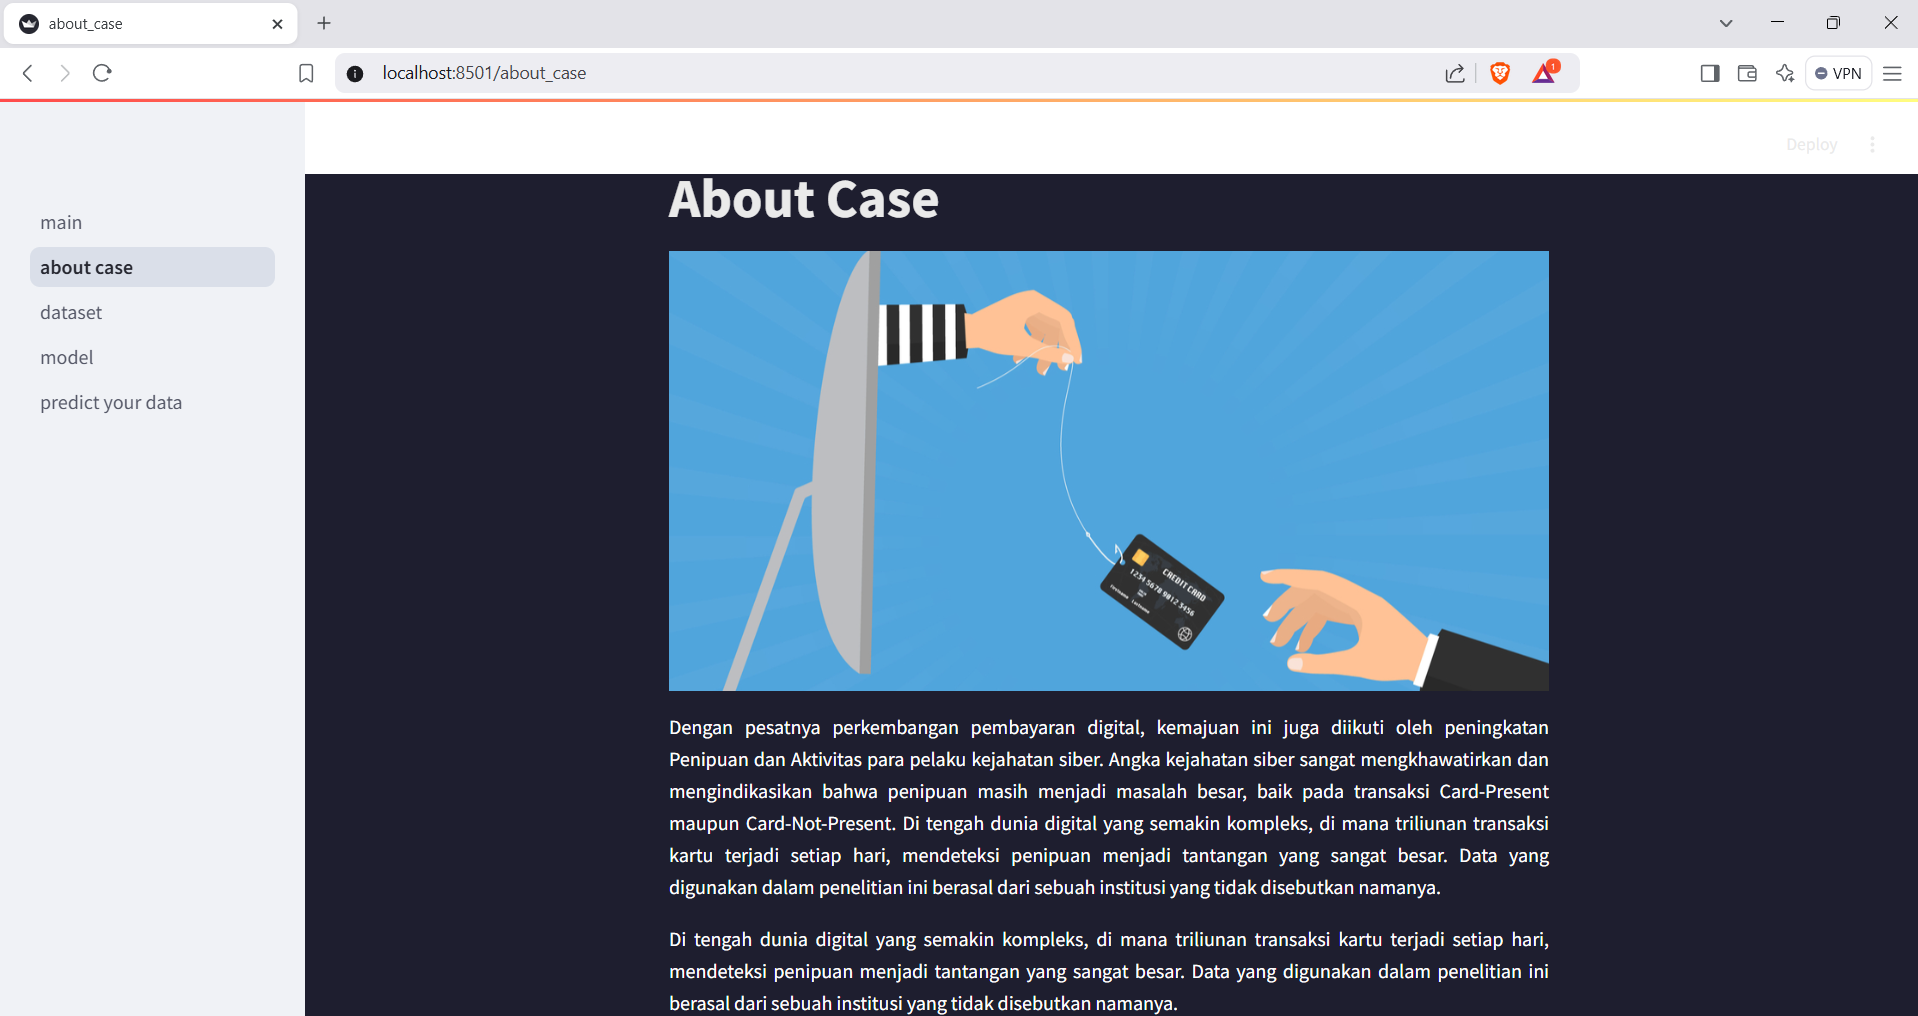 about_case
localhost:8501/about_case
1
VPN
Deploy
main
about case
dataset
model
predict your data
About Case
CREDIT CARD
1234 5678 9012 3456
Dengan pesatnya perkembangan pembayaran digital, kemajuan ini juga diikuti oleh peningkatan
Penipuan dan Aktivitas para pelaku kejahatan siber. Angka kejahatan siber sangat mengkhawatirkan dan
mengindikasikan bahwa penipuan masih menjadi masalah besar, baik pada transaksi Card-Present
maupun Card-Not-Present. Di tengah dunia digital yang semakin kompleks, di mana triliunan transaksi
kartu terjadi setiap hari, mendeteksi penipuan menjadi tantangan yang sangat besar. Data yang
digunakan dalam penelitian ini berasal dari sebuah institusi yang tidak disebutkan namanya.
Di tengah dunia digital yang semakin kompleks, di mana triliunan transaksi kartu terjadi setiap hari,
mendeteksi penipuan menjadi tantangan yang sangat besar. Data yang digunakan dalam penelitian ini
berasal dari sebuah institusi yang tidak disebutkan namanya.